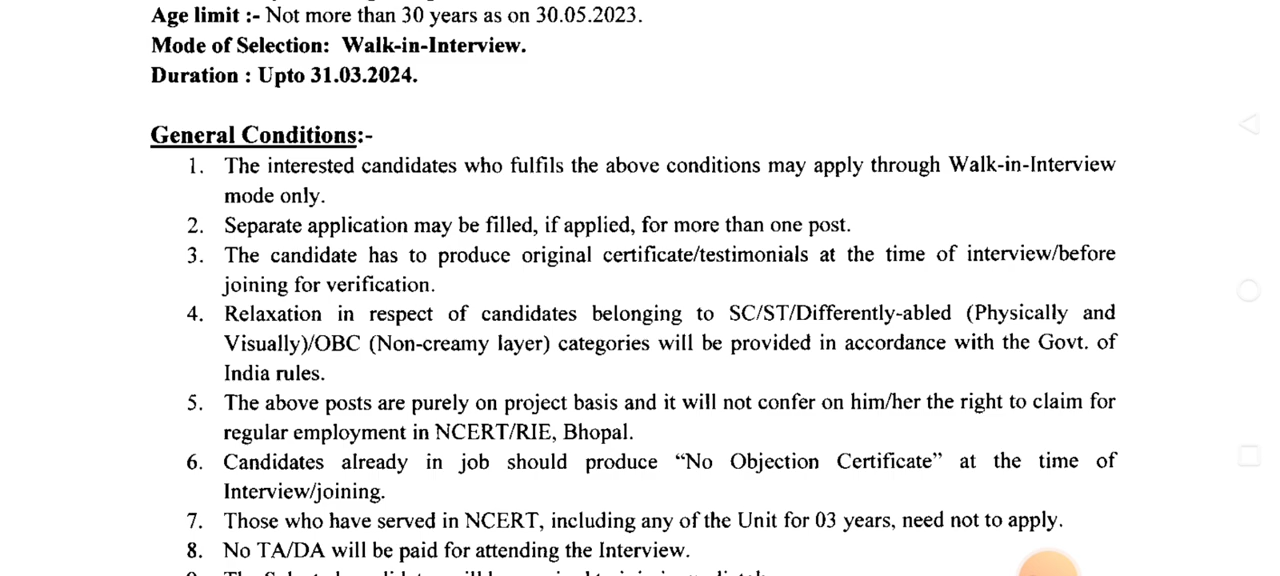 Age limit :- Not more than 30 years as on 30.05.2023.
Mode of Selection: Walk-in-Interview.
Duration : Upto 31.03.2024.
General Conditions:-
1. The interested candidates who fulfils the above conditions may apply through Walk-in-Interview
mode only.
2. Separate application may be filled, if applied, for more than one post.
3. The candidate has to produce original certificate/testimonials at the time of interview/before
joining for verification.
4. Relaxation in respect of candidates belonging to SC/ST/Differently-abled (Physically and
Visually)/OBC (Non-creamy layer) categories will be provided in accordance with the Govt. of
India rules.
5. The above posts are purely on project basis and it will not confer on him/her the right to claim for
regular employment in NCERT/RIE, Bhopal.
6. Candidates already in job should produce “No Objection Certificate” at the time of
Interview/joining.
7. Those who have served in NCERT, including any of the Unit for 03 years, need not to apply.
8. No TA/DA will be paid for attending the Interview.